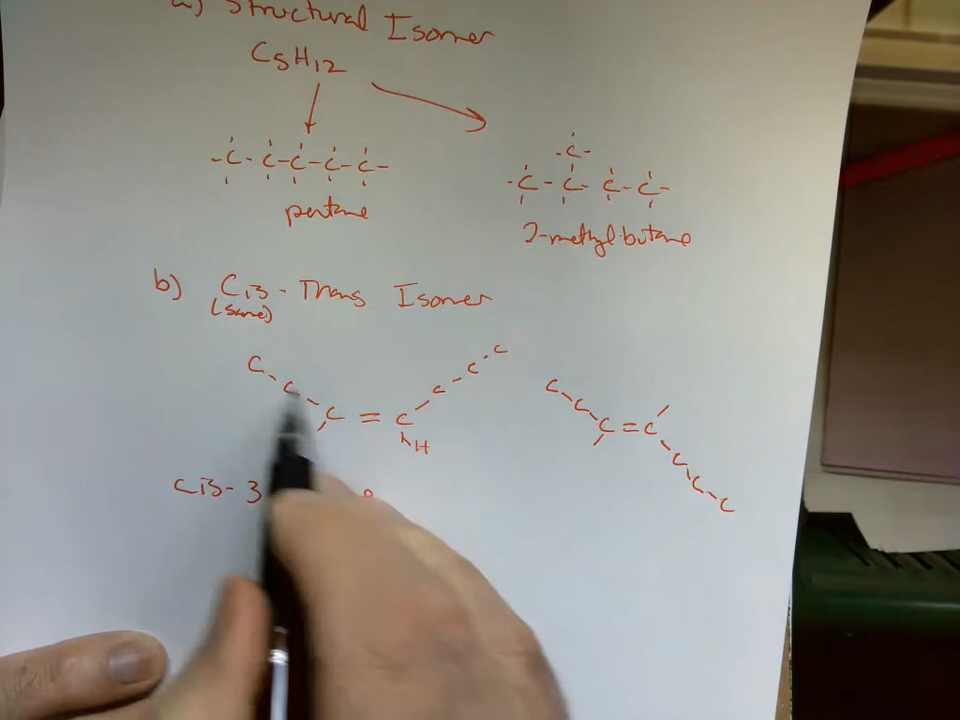 a) Structural Isomer
C5H12
-C-C-C-C-C-
-C-
-C-C-C-C-
pentane
2-methyl butane
b) Cis-Trans Isomer
(same)
C-C-C=C-C-C-C
H
C-C-C=C-C-C-C
cis-3